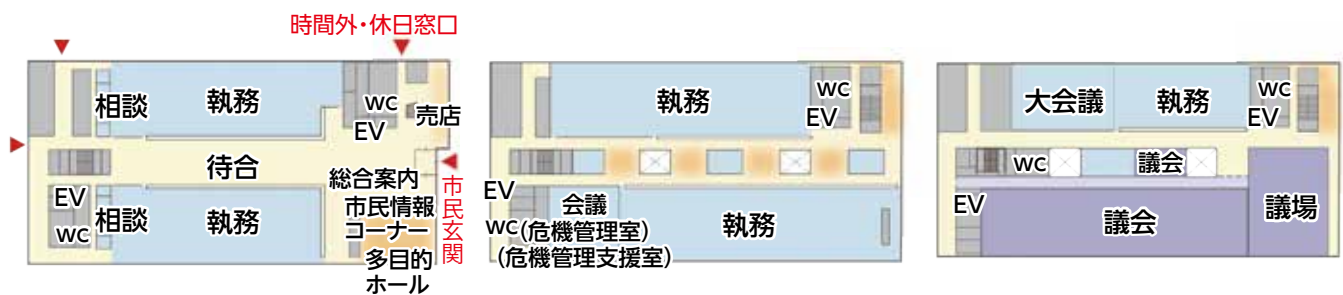 時間外・休日窓口
相談
執務
WC
EV
売店
待合
総合案内
市民情報
コーナー
多目的
ホール
市民玄関
EV
WC
相談
執務
執務
WC
EV
EV
WC
会議
(危機管理室)
(危機管理支援室)
執務
大会議
執務
WC
EV
WC
議会
EV
議会
議場